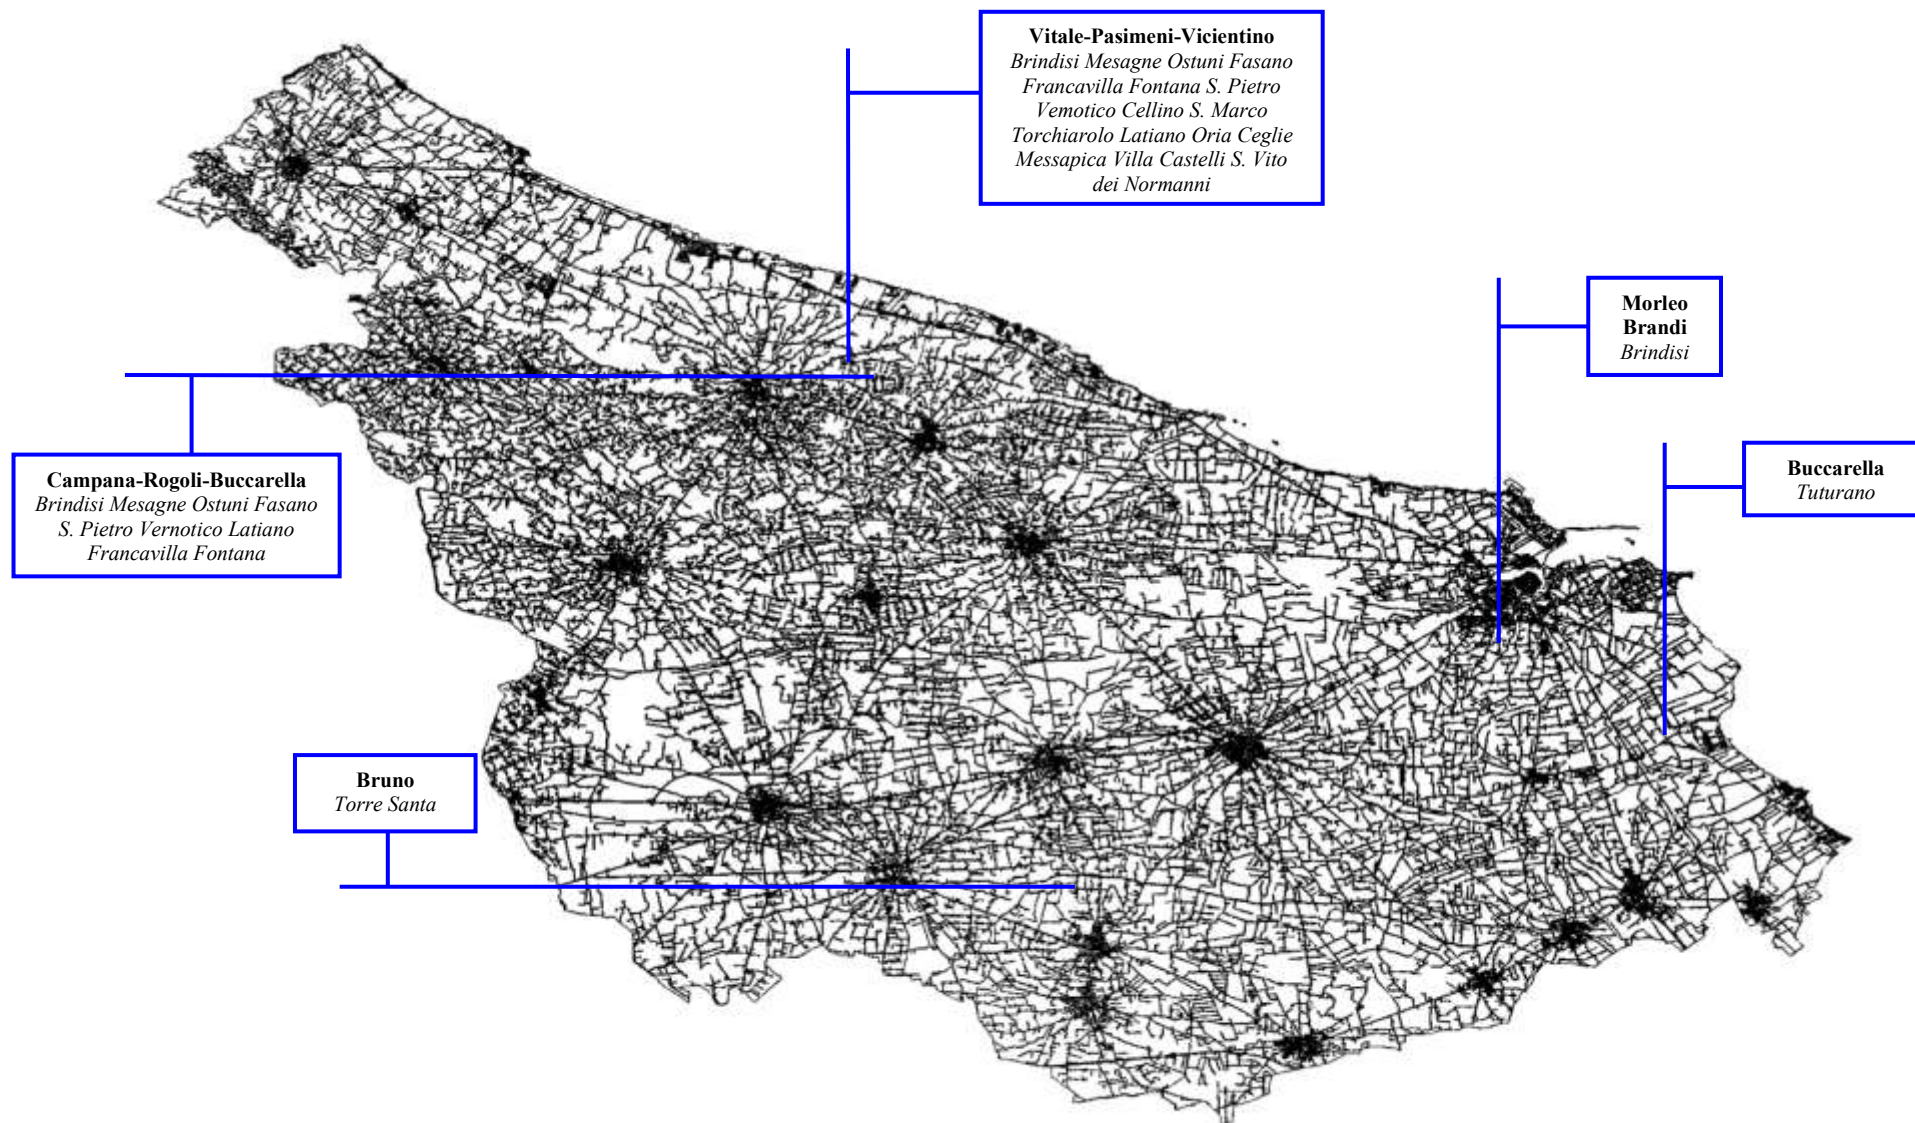 Vitale-Pasimeni-Vicientino
Brindisi Mesagne Ostuni Fasano
Francavilla Fontana S. Pietro
Vemotico Cellino S. Marco
Torchiarolo Latiano Oria Ceglie
Messapica Villa Castelli S. Vito
dei Normanni
Morleo
Brandi
Brindisi
Campana-Rogoli-Buccarella
Brindisi Mesagne Ostuni Fasano
S. Pietro Vernotico Latiano
Francavilla Fontana
Buccarella
Tuturano
Bruno
Torre Santa